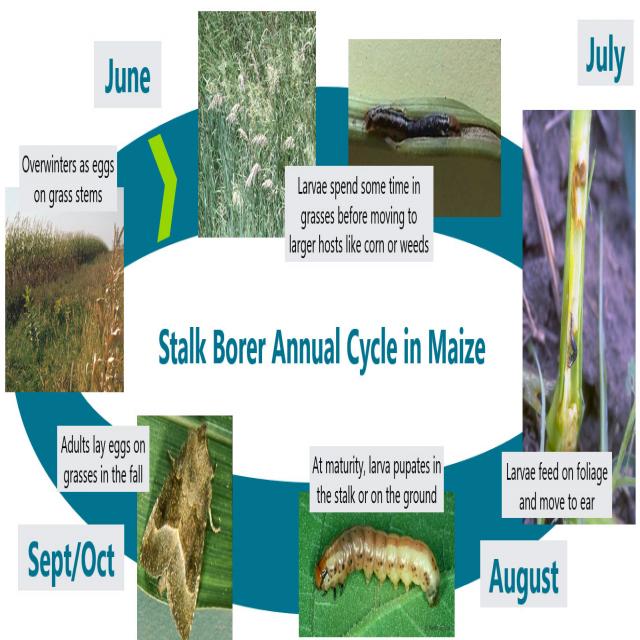 June
July
Overwinters as eggs
on grass stems
Larvae spend some time in
grasses before moving to
larger hosts like corn or weeds
Stalk Borer Annual Cycle in Maize
Adults lay eggs on
grasses in the fall
At maturity, larva pupates in
the stalk or on the ground
Larvae feed on foliage
and move to ear
Sept/Oct
August